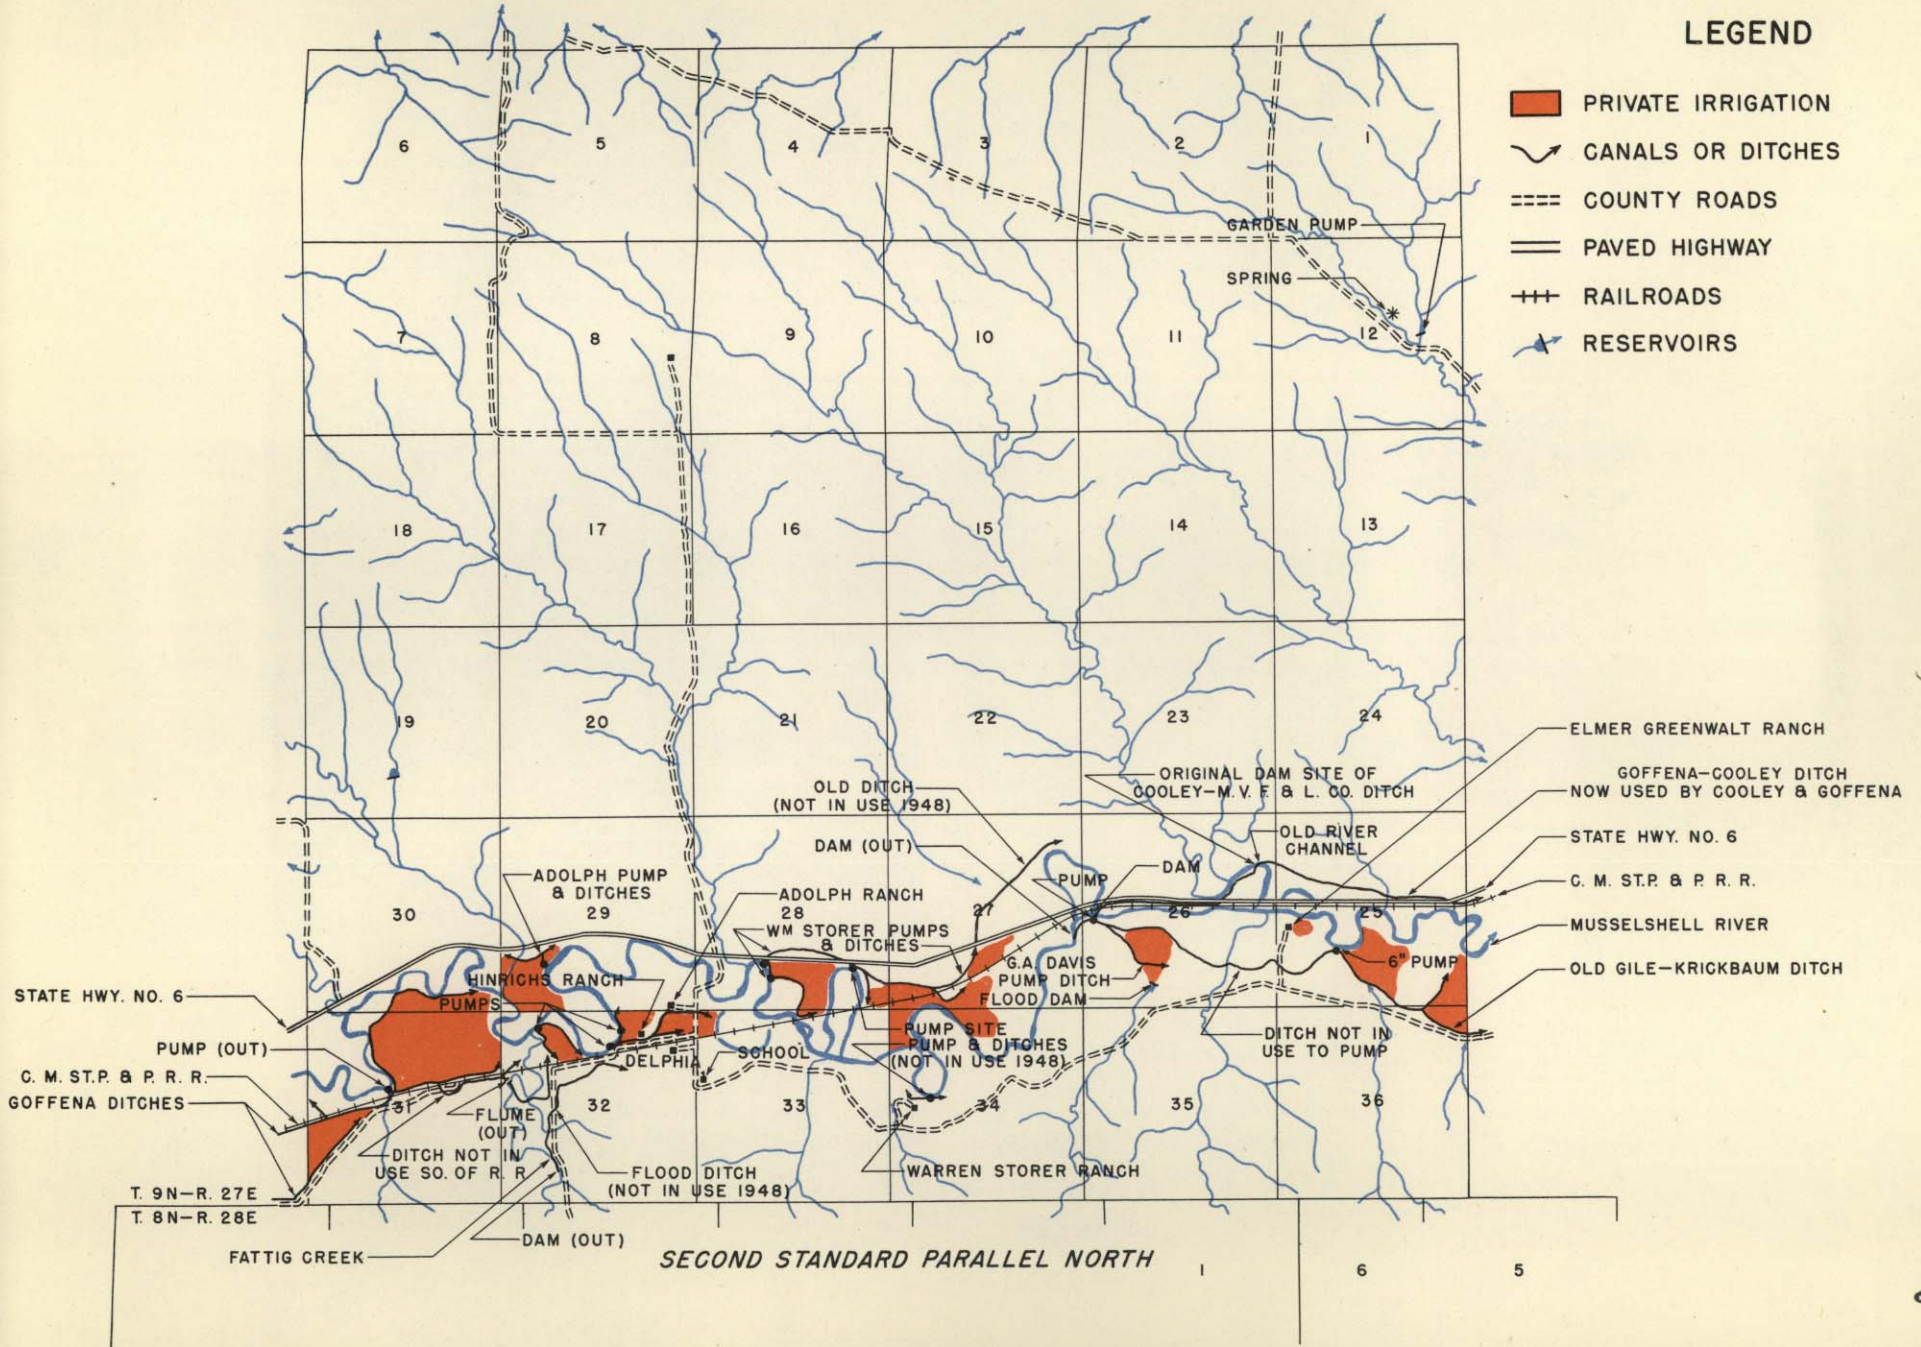 LEGEND
PRIVATE IRRIGATION
CANALS OR DITCHES
COUNTY ROADS
PAVED HIGHWAY
RAILROADS
RESERVOIRS
6
5
4
3
2
1
GARDEN PUMP
SPRING
7
8
9
10
11
12
18
17
16
15
14
13
19
20
21
22
23
24
ELMER GREENWALT RANCH
GOFFENA-COOLEY DITCH
NOW USED BY COOLEY & GOFFENA
STATE HWY. NO. 6
C. M. ST.P. & P. R. R.
MUSSELSHELL RIVER
OLD GILE-KRICKBAUM DITCH
ORIGINAL DAM SITE OF
COOLEY-M. V. F. & L. CO. DITCH
OLD DITCH
(NOT IN USE 1948)
OLD RIVER
CHANNEL
DAM (OUT)
DAM
PUMP
ADOLPH PUMP
& DITCHES
ADOLPH RANCH
30
29
28
27
26
25
WM STORER PUMPS
& DITCHES
HINRICHS RANCH
PUMPS
G.A. DAVIS
PUMP DITCH
FLOOD DAM
6" PUMP
STATE HWY. NO. 6
PUMP (OUT)
C. M. ST.P. & P. R. R.
GOFFENA DITCHES
PUMP SITE
PUMP & DITCHES
(NOT IN USE 1948)
DITCH NOT IN
USE TO PUMP
DELPHIA
SCHOOL
31
32
33
34
35
36
FLUME
(OUT)
DITCH NOT IN
USE SO. OF R. R
FLOOD DITCH
(NOT IN USE 1948)
WARREN STORER RANCH
T. 9N-R. 27E
T. 8N-R. 28E
FATTIG CREEK
DAM (OUT)
SECOND STANDARD PARALLEL NORTH
1
6
5